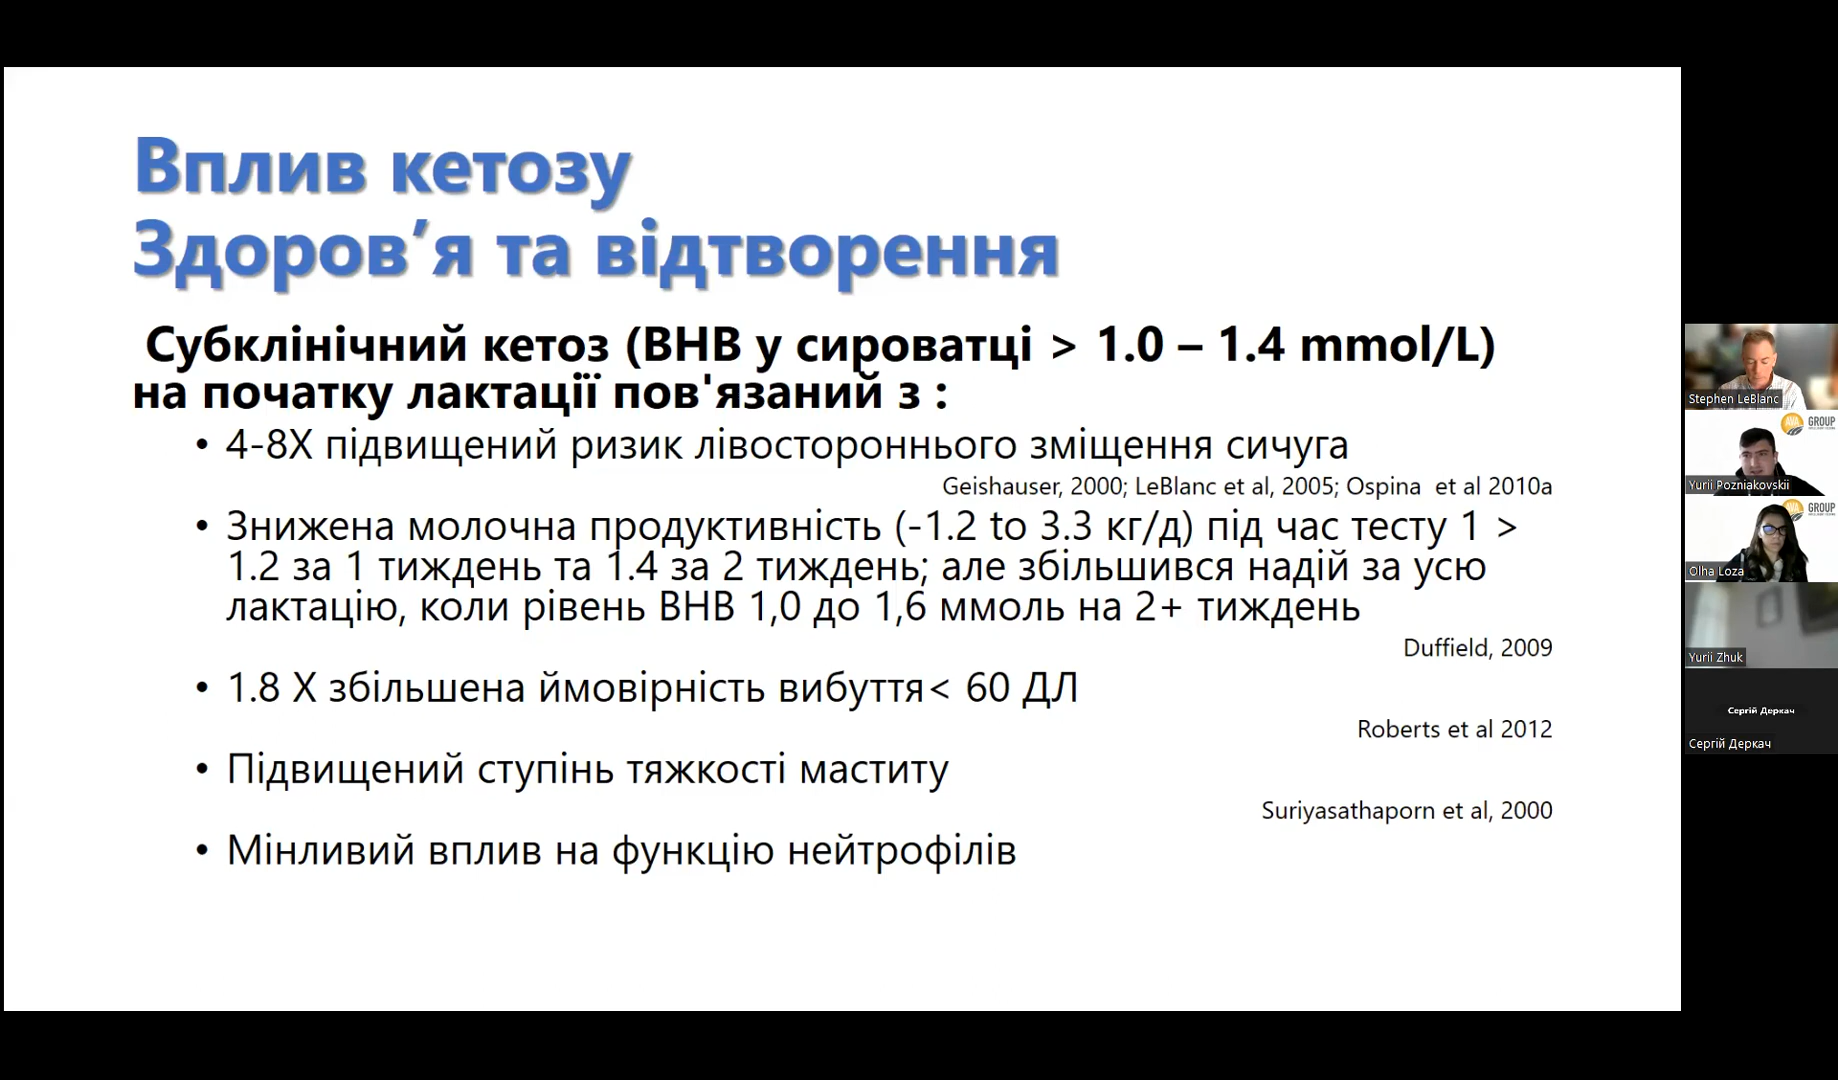 Вплив кетозу
Здоров’я та відтворення
Субклінічний кетоз (BHB у сироватці > 1.0 – 1.4 mmol/L)
на початку лактації пов'язаний з :
• 4-8X підвищений ризик лівостороннього зміщення сичуга
Geishauser, 2000; LeBlanc et al, 2005; Ospina et al 2010a
• Знижена молочна продуктивність (-1.2 to 3.3 кг/д) під час тесту 1 >
1.2 за 1 тиждень та 1.4 за 2 тиждень; але збільшився надій за усю
лактацію, коли рівень BHB 1,0 до 1,6 ммоль на 2+ тиждень
Duffield, 2009
• 1.8 X збільшена ймовірність вибуття< 60 ДЛ
Roberts et al 2012
• Підвищений ступінь тяжкості маститу
Suriyasathaporn et al, 2000
• Мінливий вплив на функцію нейтрофілів
Stephen LeBlanc
GROUP
Yurii Pozniakovskii
GROUP
Olha Loza
Yurii Zhuk
Сергій Деркач
Сергій Деркач